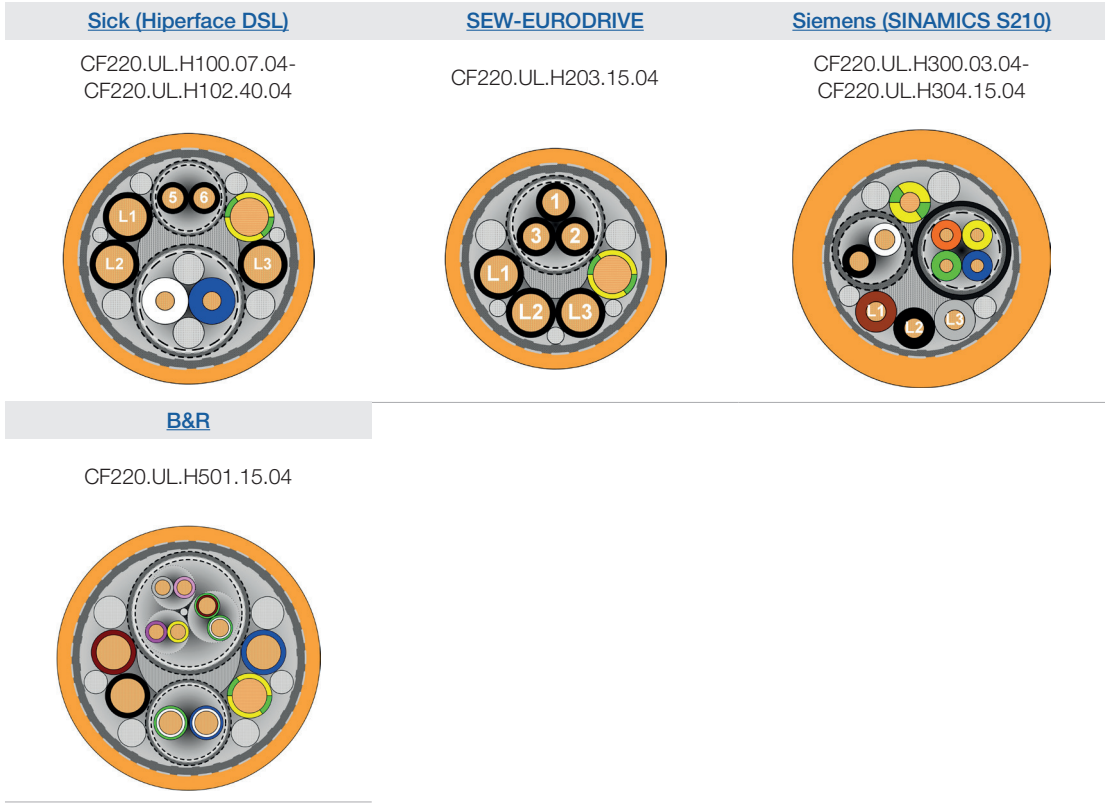 Sick (Hiperface DSL)
CF220.UL.H100.07.04-
CF220.UL.H102.40.04
5 6
L1
L2 L3
SEW-EURODRIVE
CF220.UL.H203.15.04
1
3 2
L1
L2 L3
Siemens (SINAMICS S210)
CF220.UL.H300.03.04-
CF220.UL.H304.15.04
L1 L2 L3
B&R
CF220.UL.H501.15.04